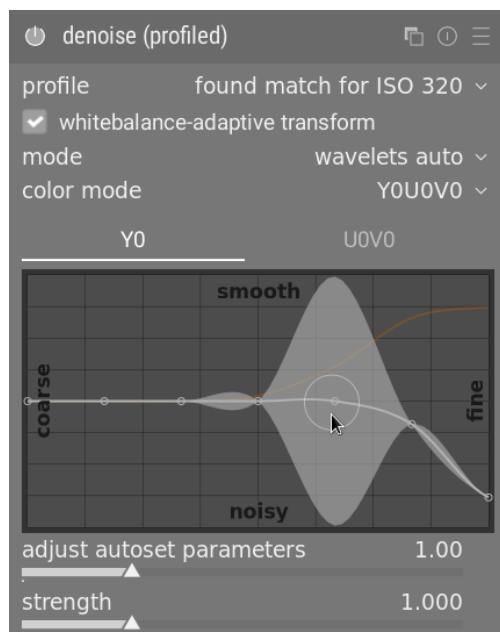 denoise (profiled)
profile found match for ISO 320
whitebalance-adaptive transform
mode wavelets auto
color mode Y0U0V0
Y0 U0V0
smooth
coarse
fine
noisy
adjust autoset parameters 1.00
strength 1.000